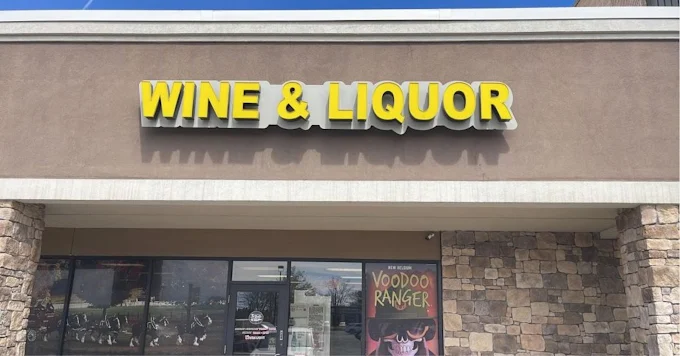 WINE & LIQUOR
NEW BELGIUM
VOODOO
RANGER